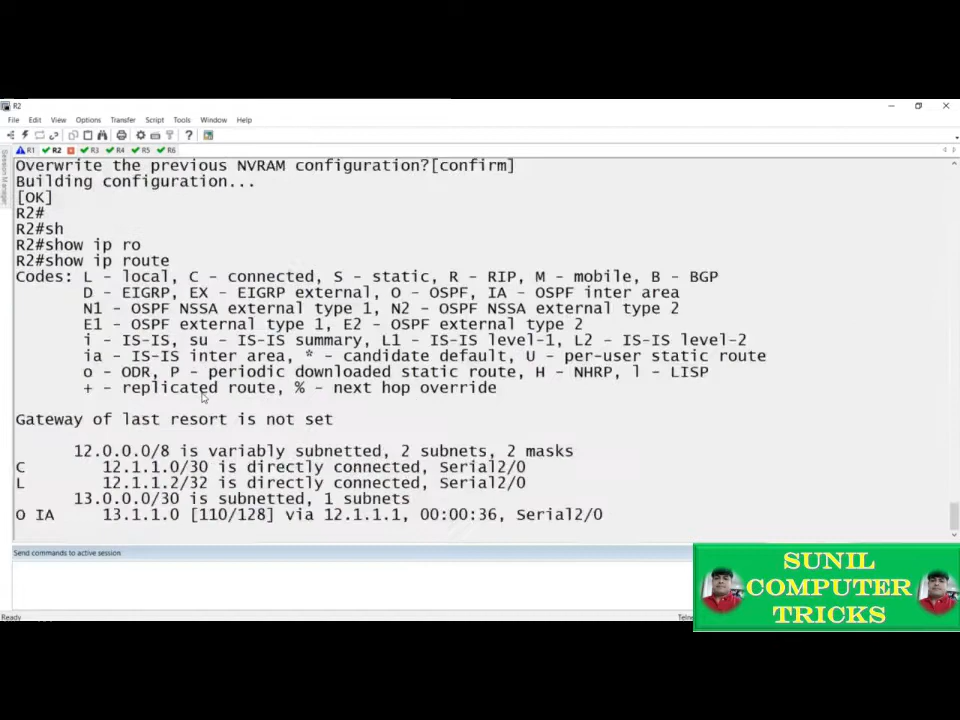 R2
File Edit View Options Transfer Script Tools Window Help
R1 R2 R3 R4 R5 R6
Session Manager
Overwrite the previous NVRAM configuration?[confirm]
Building configuration...
[OK]
R2#
R2#sh
R2#show ip ro
R2#show ip route
Codes: L - local, C - connected, S - static, R - RIP, M - mobile, B - BGP
D - EIGRP, EX - EIGRP external, O - OSPF, IA - OSPF inter area
N1 - OSPF NSSA external type 1, N2 - OSPF NSSA external type 2
E1 - OSPF external type 1, E2 - OSPF external type 2
i - IS-IS, su - IS-IS summary, L1 - IS-IS level-1, L2 - IS-IS level-2
ia - IS-IS inter area, * - candidate default, U - per-user static route
o - ODR, P - periodic downloaded static route, H - NHRP, l - LISP
+ - replicated route, % - next hop override
Gateway of last resort is not set
12.0.0.0/8 is variably subnetted, 2 subnets, 2 masks
C 12.1.1.0/30 is directly connected, Serial2/0
L 12.1.1.2/32 is directly connected, Serial2/0
13.0.0.0/30 is subnetted, 1 subnets
O IA 13.1.1.0 [110/128] via 12.1.1.1, 00:00:36, Serial2/0
Send commands to active session
Ready
Teln
SUNIL
COMPUTER
TRICKS